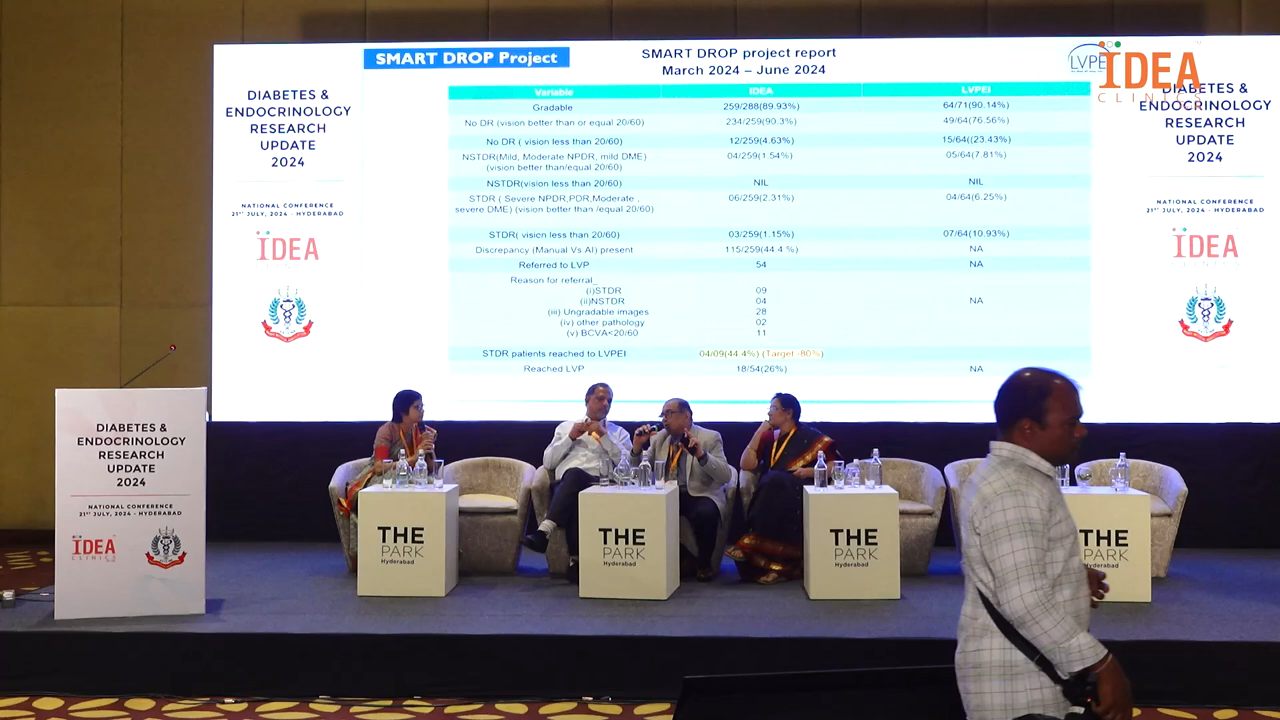 SMART DROP Project
SMART DROP project report
March 2024 – June 2024
LVPEI
IDEA
CLINICS
DIABETES &
ENDOCRINOLOGY
RESEARCH
UPDATE
2024
NATIONAL CONFERENCE
21ST JULY, 2024 - HYDERABAD
IDEA
Variable IDEA LVPEI
Gradable 259/288(89.93%) 64/71(90.14%)
No DR (vision better than or equal 20/60) 234/259(90.3%) 49/64(76.56%)
No DR ( vision less than 20/60) 12/259(4.63%) 15/64((23.43%)
NSTDR(Mild, Moderate NPDR, mild DME) 04/259(1.54%) 05/64(7.81%)
(vision better than/equal 20/60)
NSTDR(vision less than 20/60) NIL NIL
STDR ( Severe NPDR,PDR,Moderate , 06/259(2.31%) 04/64(6.25%)
severe DME) (vision better than /equal 20/60)
STDR( vision less than 20/60) 03/259(1.15%) 07/64(10.93%)
Discrepancy (Manual Vs AI) present 115/259(44.4 %) NA
Referred to LVP 54 NA
Reason for referral_
(i)STDR 09
(ii)NSTDR 04 NA
(iii) Ungradable images 28
(iv) other pathology 02
(v) BCVA<20/60 11
STDR patients reached to LVPEI 04/09(44.4%) (Target -80%)
Reached LVP 18/54(26%) NA
DIABETES &
ENDOCRINOLOGY
RESEARCH
UPDATE
2024
NATIONAL CONFERENCE
21ST JULY, 2024 - HYDERABAD
IDEA
DIABETES &
ENDOCRINOLOGY
RESEARCH
UPDATE
2024
NATIONAL CONFERENCE
21ST JULY, 2024 - HYDERABAD
IDEA
CLINICS
THE
PARK
Hyderabad
THE
PARK
Hyderabad
THE
PARK
Hyderabad
THE
PARK
Hyderabad